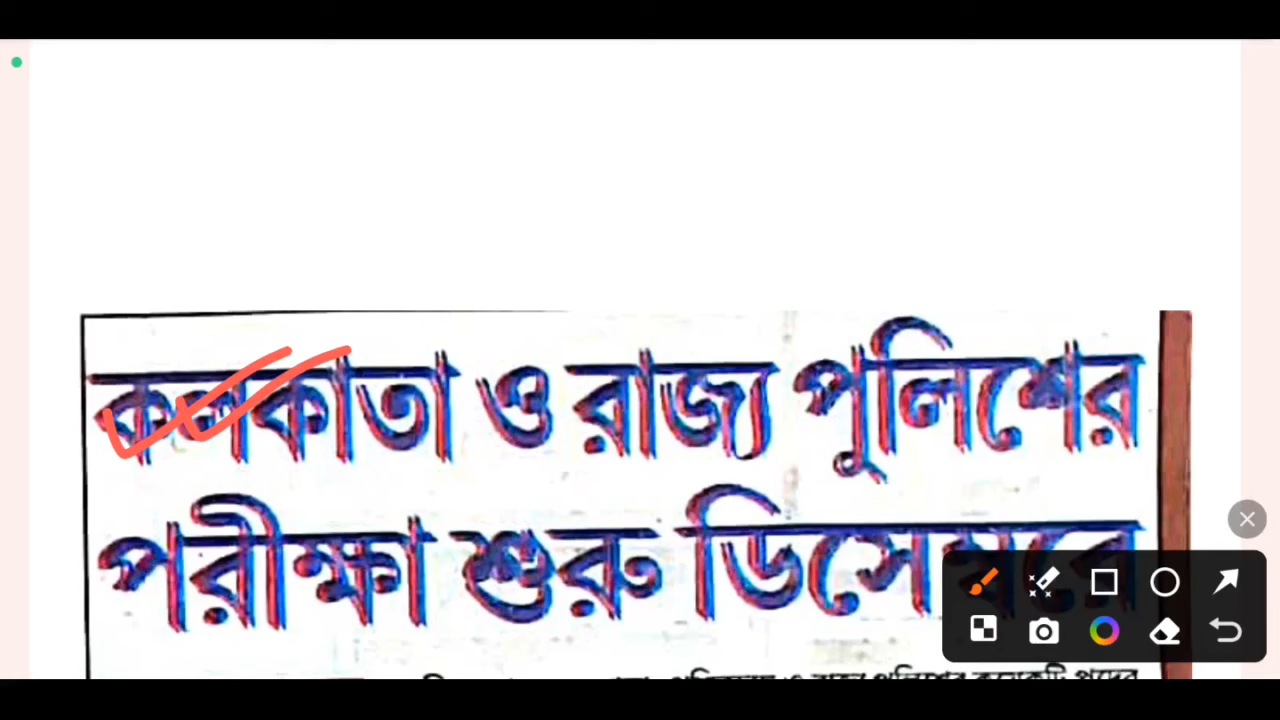 কলকাতা ও রাজ্য পুলিশের
পরীক্ষা শুরু ডিসেম্বরে